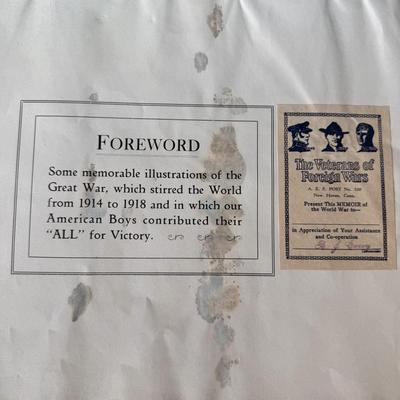 FOREWORD
Some memorable illustrations of the
Great War, which stirred the World
from 1914 to 1918 and in which our
American Boys contributed their
“ALL” for Victory.
The Veterans of
Foreign Wars
A. E. F. POST No.
New Haven, Conn.
Present This MEMOIR of
the World War to—
in Appreciation of Your Assistance
and Co-operation